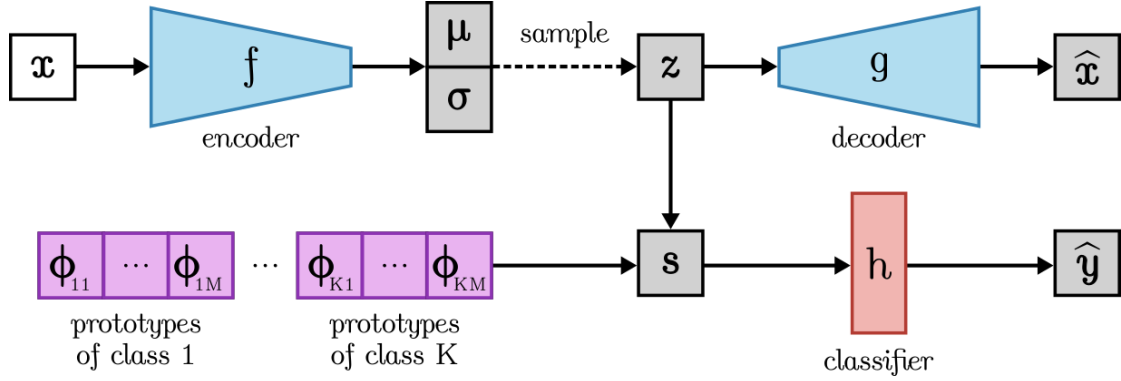 x
f
encoder
μ
σ
sample
z
g
decoder
x̂
ϕ₁₁
...
ϕ₁M
...
ϕK1
...
ϕKM
prototypes
of class 1
prototypes
of class K
s
h
classifier
ŷ